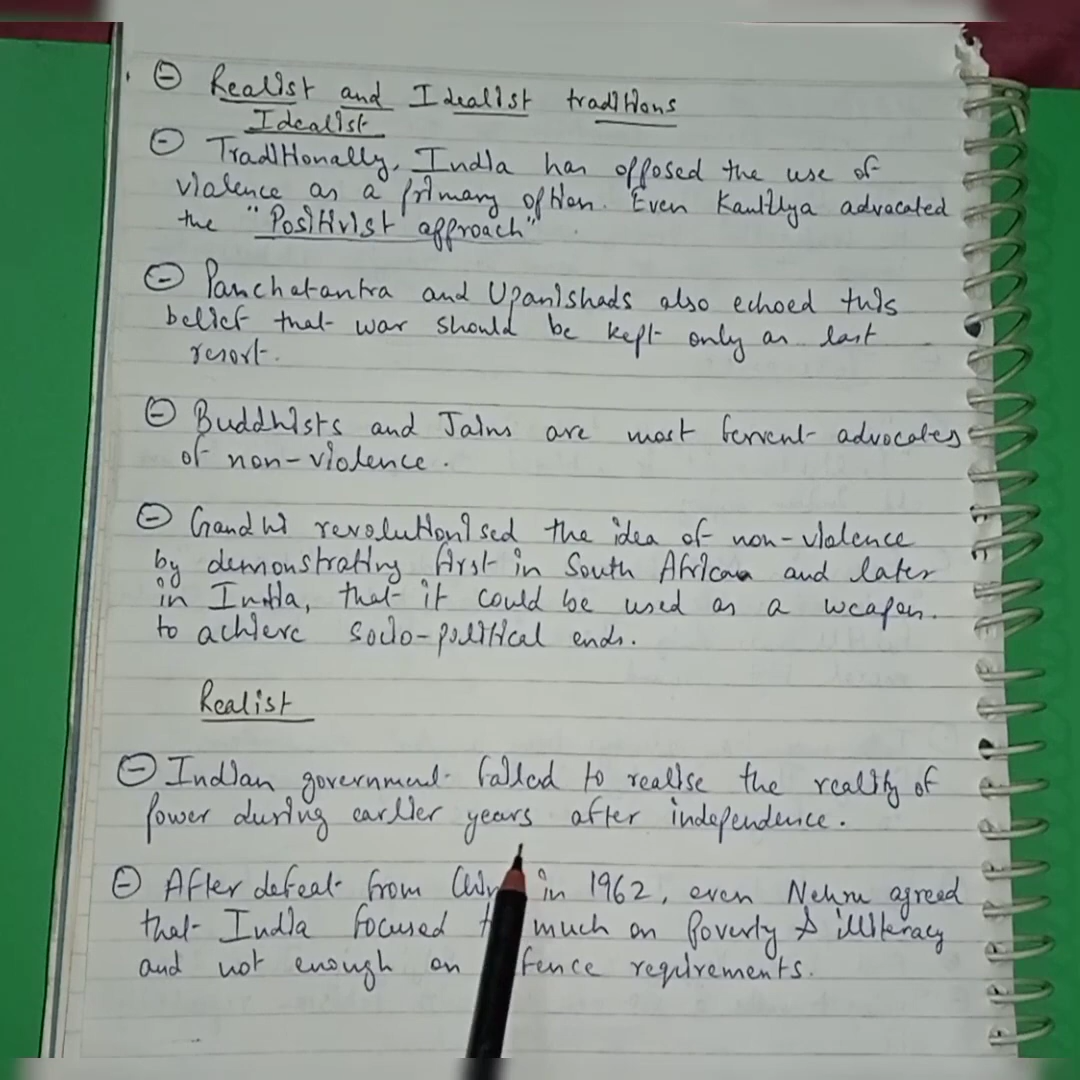 ⊖ Realist and Idealist traditions
Idealist
⊖ Traditionally, India has opposed the use of
violence as a primary option. Even Kautilya advocated
the "Positivist approach".
⊖ Panchatantra and Upanishads also echoed this
belief that war should be kept only as last
resort.
⊖ Buddhists and Jains are most fervent advocates
of non-violence.
⊖ Gandhi revolutionised the idea of non-violence
by demonstrating first in South Africa and later
in India, that it could be used as a weapon.
to achieve socio-political ends.
Realist
⊖ Indian government failed to realise the reality of
power during earlier years after independence.
⊖ After defeat from in 1962, even Nehru agreed
that India focused much on Poverty & illiteracy
and not enough on requirements.